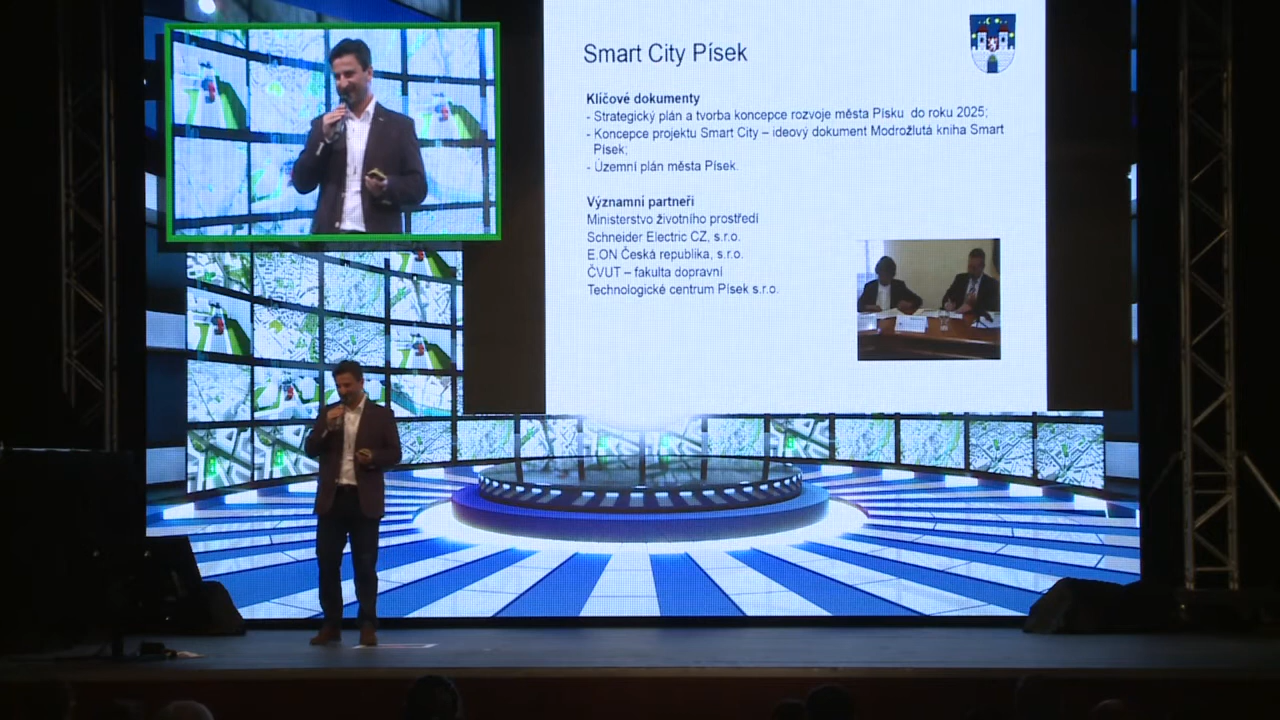 Smart City Písek
Klíčové dokumenty
- Strategický plán a tvorba koncepce rozvoje města Písku do roku 2025;
- Koncepce projektu Smart City – ideový dokument Modrožlutá kniha Smart
Písek;
- Územní plán města Písek.
Významní partneři
Ministerstvo životního prostředí
Schneider Electric CZ, s.r.o.
E.ON Česká republika, s.r.o.
ČVUT – fakulta dopravní
Technologické centrum Písek s.r.o.